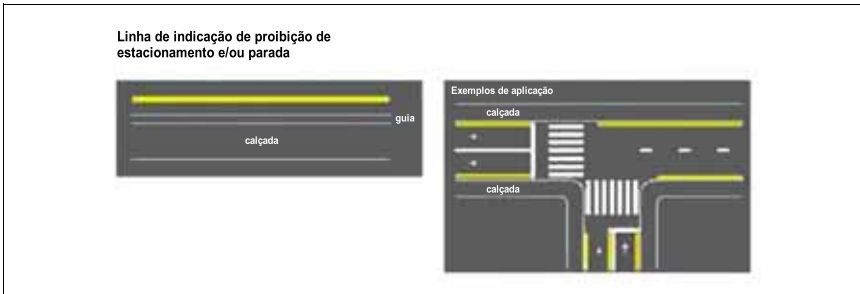 Linha de indicação de proibição de
estacionamento e/ou parada
guia
calçada
Exemplos de aplicação
calçada
calçada